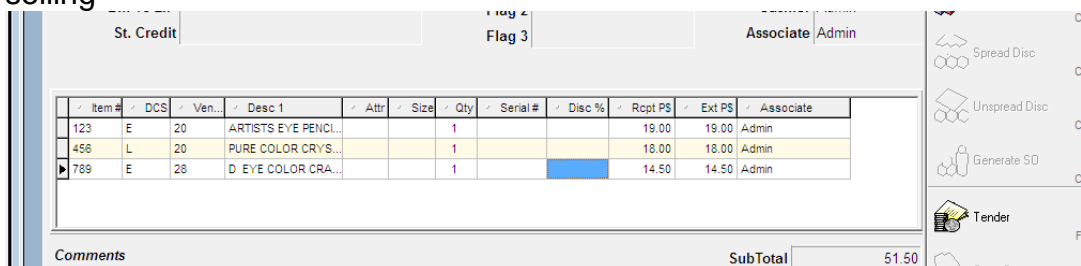 selling
Flag 2
St. Credit
Flag 3
Associate Admin
Spread Disc
Item # DCS Ven... Desc 1 Attr Size Qty Serial # Disc % Rcpt P$ Ext P$ Associate
Unspread Disc
123 E 20 ARTISTS EYE PENCI... 1 19.00 19.00 Admin
456 L 20 PURE COLOR CRYS... 1 18.00 18.00 Admin
789 E 28 D EYE COLOR CRA... 1 14.50 14.50 Admin
Generate SO
Tender
Comments
SubTotal 51.50